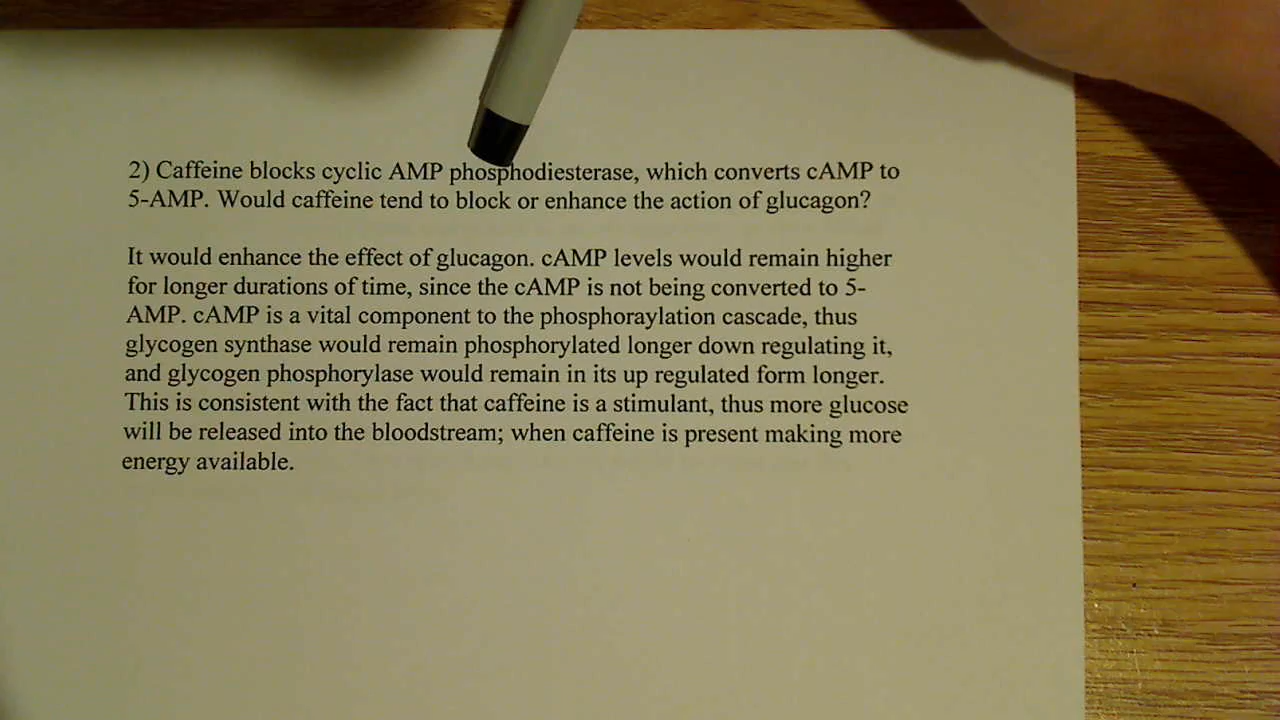 2) Caffeine blocks cyclic AMP phosphodiesterase, which converts cAMP to
5-AMP. Would caffeine tend to block or enhance the action of glucagon?
It would enhance the effect of glucagon. cAMP levels would remain higher
for longer durations of time, since the cAMP is not being converted to 5-
AMP. cAMP is a vital component to the phosphoraylation cascade, thus
glycogen synthase would remain phosphorylated longer down regulating it,
and glycogen phosphorylase would remain in its up regulated form longer.
This is consistent with the fact that caffeine is a stimulant, thus more glucose
will be released into the bloodstream; when caffeine is present making more
energy available.